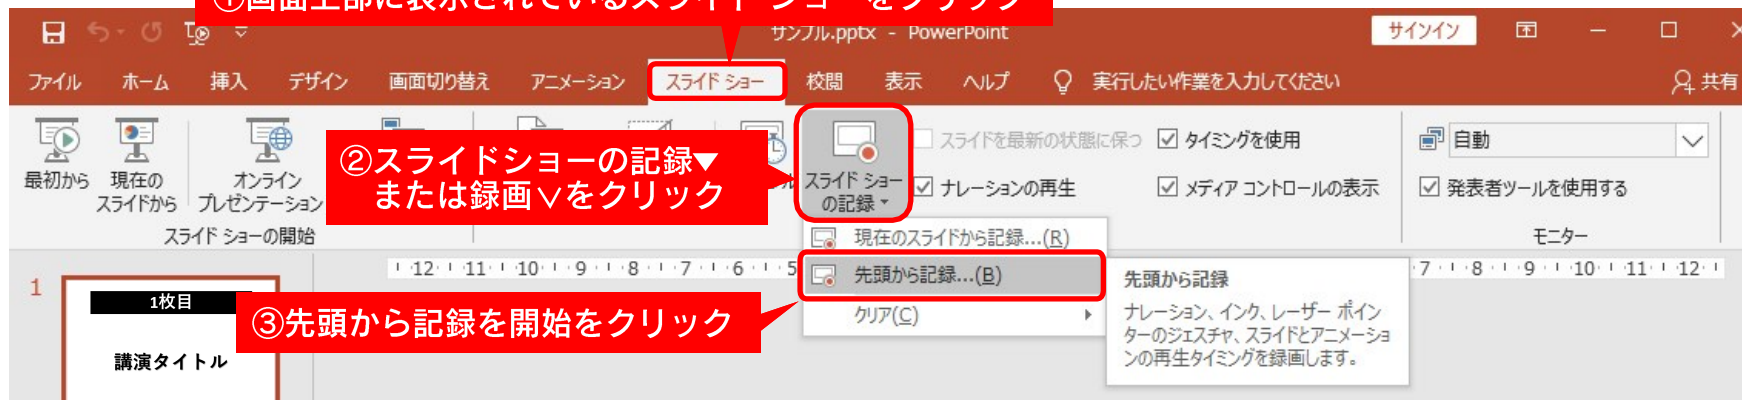 ①画面上部に表示されているスライド ショーをクリック
サンプル.pptx - PowerPoint
サインイン
ファイル ホーム 挿入 デザイン 画面切り替え アニメーション スライド ショー 校閲 表示 ヘルプ 実行したい作業を入力してください 共有
②スライドショーの記録▼
または録画∨をクリック
最初から
現在の
スライドから
オンライン
プレゼンテーション
スライド ショーの開始
スライド ショー
の記録
スライドを最新の状態に保つ
タイミングを使用
ナレーションの再生
メディア コントロールの表示
自動
発表者ツールを使用する
モニター
現在のスライドから記録...(R)
先頭から記録...(B)
クリア(C)
12 11 10 9 8 7 6 5
7 8 9 10 11 12
先頭から記録
ナレーション、インク、レーザー ポイン
ターのジェスチャ、スライドとアニメーショ
ンの再生タイミングを録画します。
③先頭から記録を開始をクリック
1
1枚目
講演タイトル